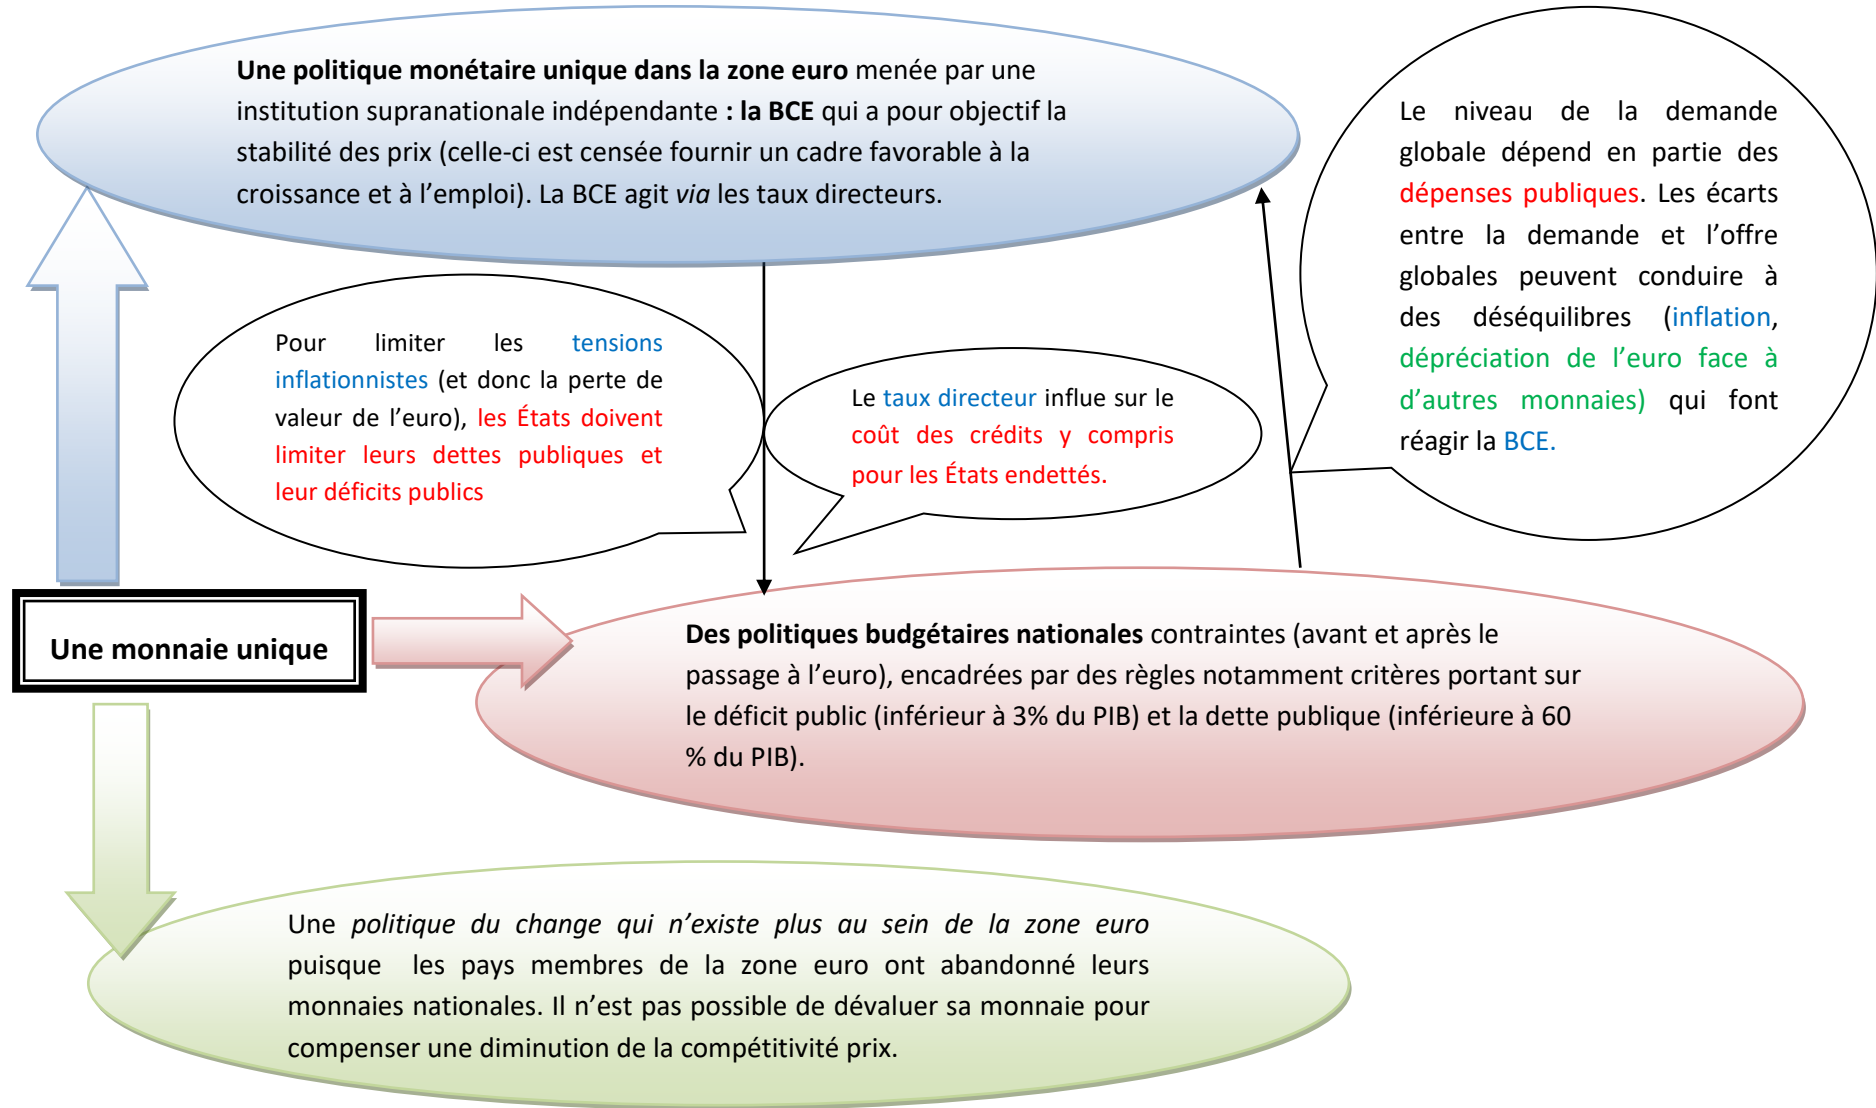 Une politique monétaire unique dans la zone euro menée par une
institution supranationale indépendante : la BCE qui a pour objectif la
stabilité des prix (celle-ci est censée fournir un cadre favorable à la
croissance et à l’emploi). La BCE agit via les taux directeurs.
Le niveau de la demande
globale dépend en partie des
dépenses publiques. Les écarts
entre la demande et l’offre
globales peuvent conduire à
des déséquilibres (inflation,
dépréciation de l’euro face à
d’autres monnaies) qui font
réagir la BCE.
Pour limiter les tensions
inflationnistes (et donc la perte de
valeur de l’euro), les États doivent
limiter leurs dettes publiques et
leur déficits publics
Le taux directeur influe sur le
coût des crédits y compris
pour les États endettés.
Une monnaie unique
Des politiques budgétaires nationales contraintes (avant et après le
passage à l’euro), encadrées par des règles notamment critères portant sur
le déficit public (inférieur à 3% du PIB) et la dette publique (inférieure à 60
% du PIB).
Une politique du change qui n’existe plus au sein de la zone euro
puisque les pays membres de la zone euro ont abandonné leurs
monnaies nationales. Il n’est pas possible de dévaluer sa monnaie pour
compenser une diminution de la compétitivité prix.